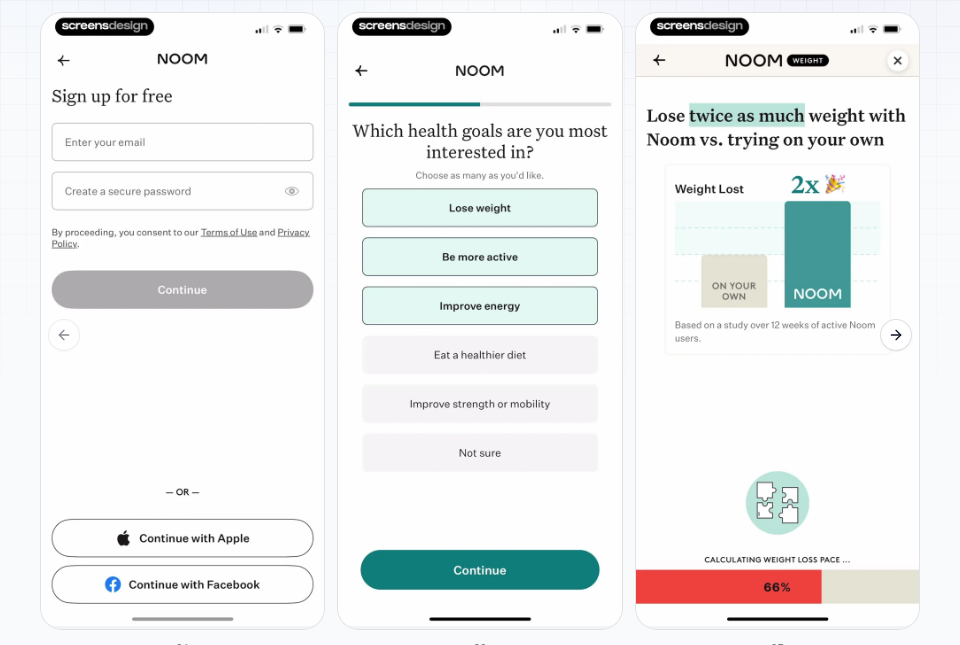 screensdesign
NOOM
Sign up for free
Enter your email
Create a secure password
By proceeding, you consent to our Terms of Use and Privacy
Policy.
Continue
— OR —
Continue with Apple
Continue with Facebook
screensdesign
NOOM
Which health goals are you most
interested in?
Choose as many as you'd like.
Lose weight
Be more active
Improve energy
Eat a healthier diet
Improve strength or mobility
Not sure
Continue
screensdesign
NOOM WEIGHT
Lose twice as much weight with
Noom vs. trying on your own
Weight Lost
2x 🎉
ON YOUR
OWN
NOOM
Based on a study over 12 weeks of active Noom
users.
CALCULATING WEIGHT LOSS PACE ...
66%